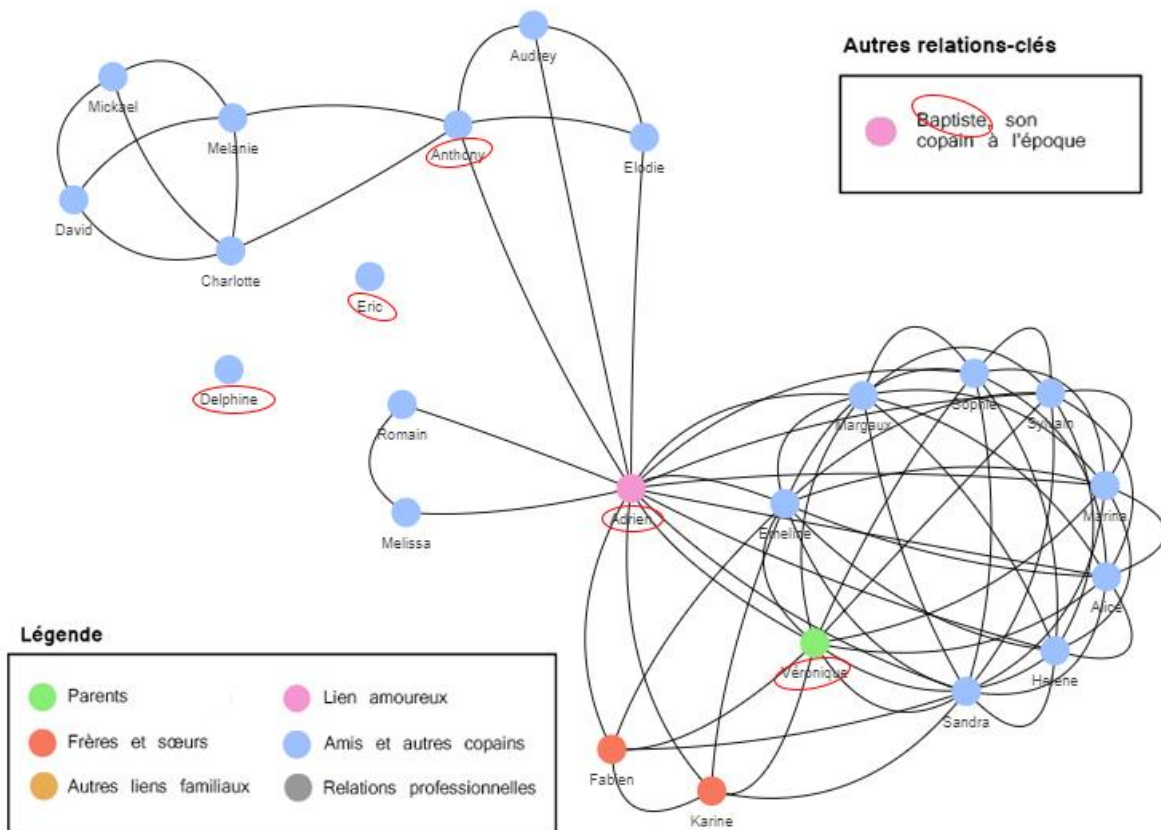 Audrey
Autres relations-clés
Mickael
Melanie
Anthony
Elodie
Baptiste, son
copain à l'époque
David
Charlotte
Eric
Delphine
Romain
Margaux
Sophie
Sylvain
Melissa
Adrien
Emeline
Marina
Alice
Véronique
Helene
Sandra
Fabien
Karine
Légende
Parents
Lien amoureux
Frères et sœurs
Amis et autres copains
Autres liens familiaux
Relations professionnelles